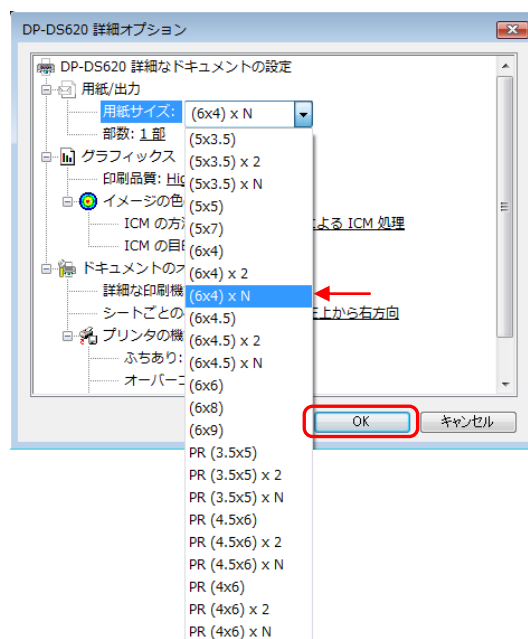 DP-DS620 詳細オプション
DP-DS620 詳細なドキュメントの設定
用紙/出力
用紙サイズ: (6x4) x N
部数: 1 部
(5x3.5)
グラフィックス (5x3.5) x 2
印刷品質: (5x3.5) x N
イメージの色 (5x5)
ICM の方 (5x7) による ICM 処理
ICM の目 (6x4)
ドキュメントの (6x4) x 2
詳細な印刷機 (6x4) x N
シートごとの (6x4.5) 上から右方向
プリンタの機 (6x4.5) x 2
ふちあり: (6x4.5) x N
オーバーコ (6x6)
(6x8)
(6x9)
OK キャンセル
PR (3.5x5)
PR (3.5x5) x 2
PR (3.5x5) x N
PR (4.5x6)
PR (4.5x6) x 2
PR (4.5x6) x N
PR (4x6)
PR (4x6) x 2
PR (4x6) x N